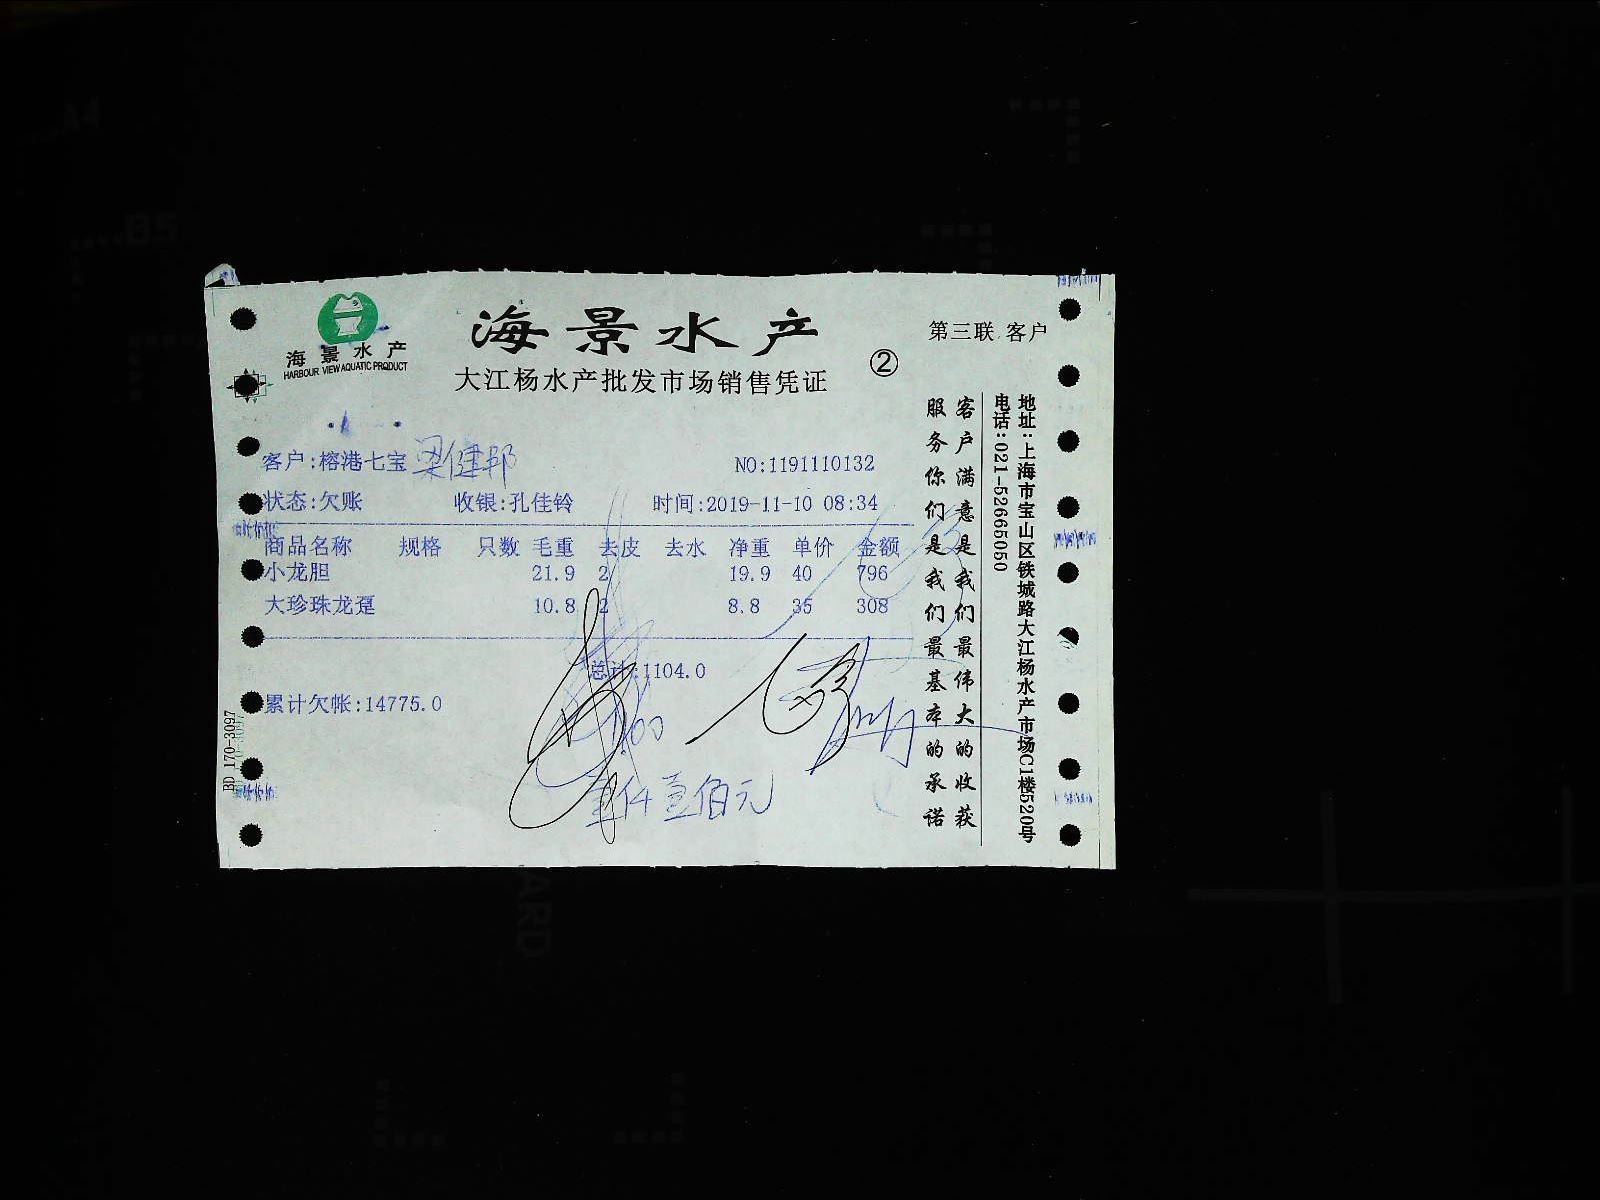 海景水产
HARBOUR VIEW AQUATIC PRODUCT
海景水产
大江杨水产批发市场销售凭证
②
第三联 客户
客户:榕港七宝 梁健邦
NO:1191110132
状态:欠账 收银:孔佳铃 时间:2019-11-10 08:34
商品名称 规格 只数 毛重 去皮 去水 净重 单价 金额
小龙胆 21.9 2 19.9 40 796
大珍珠龙趸 10.8 2 8.8 35 308
总计:1104.0
累计欠帐:14775.0
壹仟壹佰元
BD 170-3097
客户满意是我们最伟大的收获
服务你们是我们最基本的承诺
地址:上海市宝山区铁城路大江杨水产市场C1楼520号
电话:021-52665050